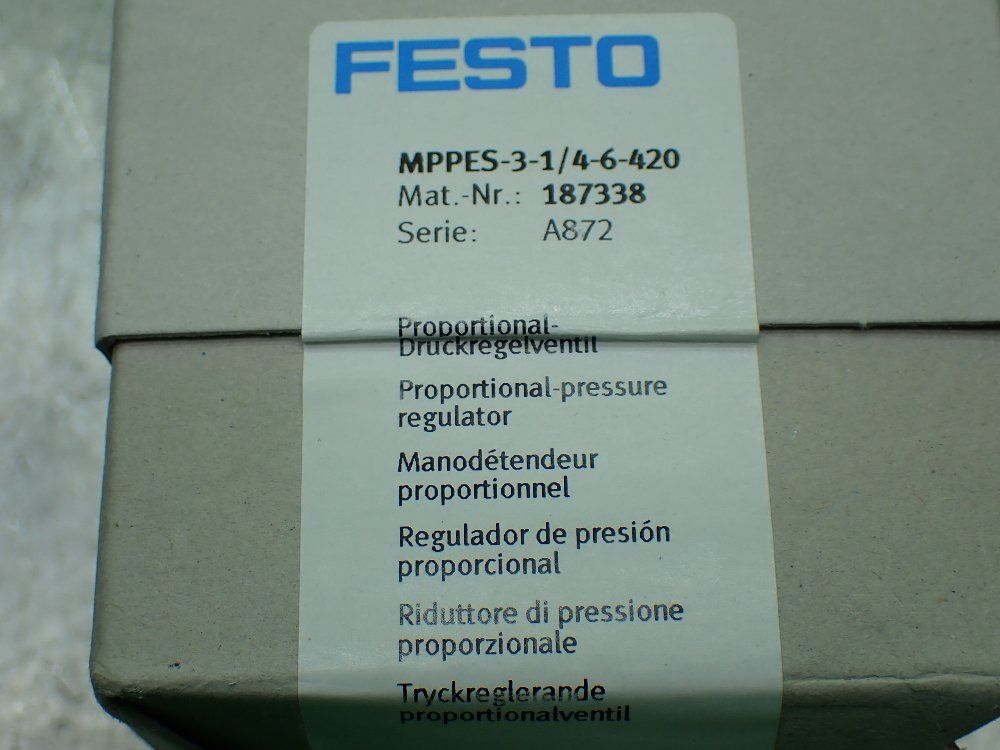 FESTO
MPPES-3-1/4-6-420
Mat.-Nr.: 187338
Serie: A872
Proportional-
Druckregelventil
Proportional-pressure
regulator
Manodétendeur
proportionnel
Regulador de presión
proporcional
Riduttore di pressione
proporzionale
Tryckreglerande
proportionalventil